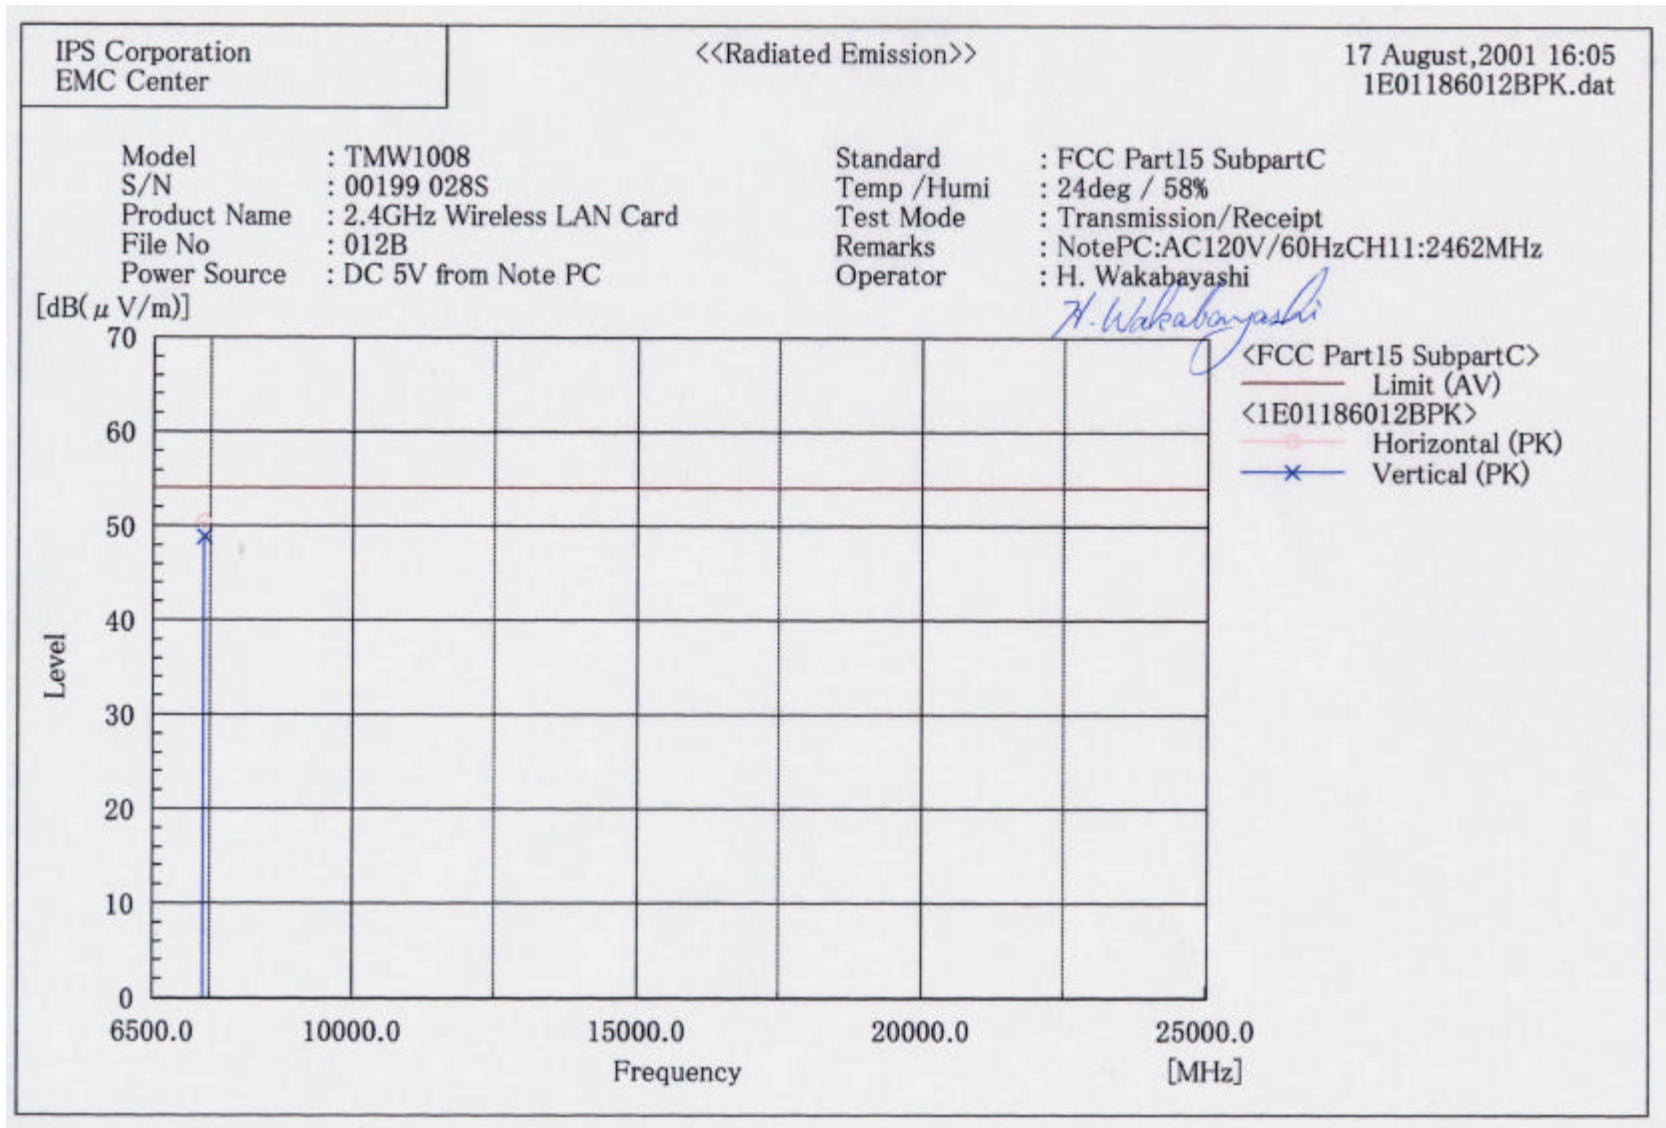 IPS Corporation
EMC Center
<<Radiated Emission>>
17 August,2001 16:05
1E01186012BPK.dat
Model : TMW1008
S/N : 00199 028S
Product Name : 2.4GHz Wireless LAN Card
File No : 012B
Power Source : DC 5V from Note PC
Standard : FCC Part15 SubpartC
Temp /Humi : 24deg / 58%
Test Mode : Transmission/Receipt
Remarks : NotePC:AC120V/60HzCH11:2462MHz
Operator : H. Wakabayashi
H. Wakabayashi
[dB(μ V/m)]
70
60
50
40
30
20
10
0
Level
6500.0 10000.0 15000.0 20000.0 25000.0
Frequency [MHz]
<FCC Part15 SubpartC>
Limit (AV)
<1E01186012BPK>
Horizontal (PK)
Vertical (PK)